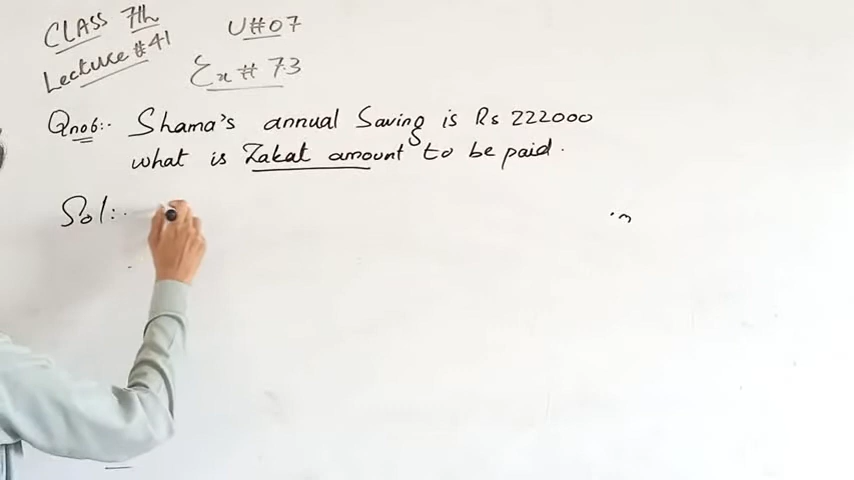 CLASS 7th
Lecture #41
U#07
Ex # 7.3
Qno6:. Shama's annual Saving is Rs 222000
what is Zakat amount to be paid.
Sol:.